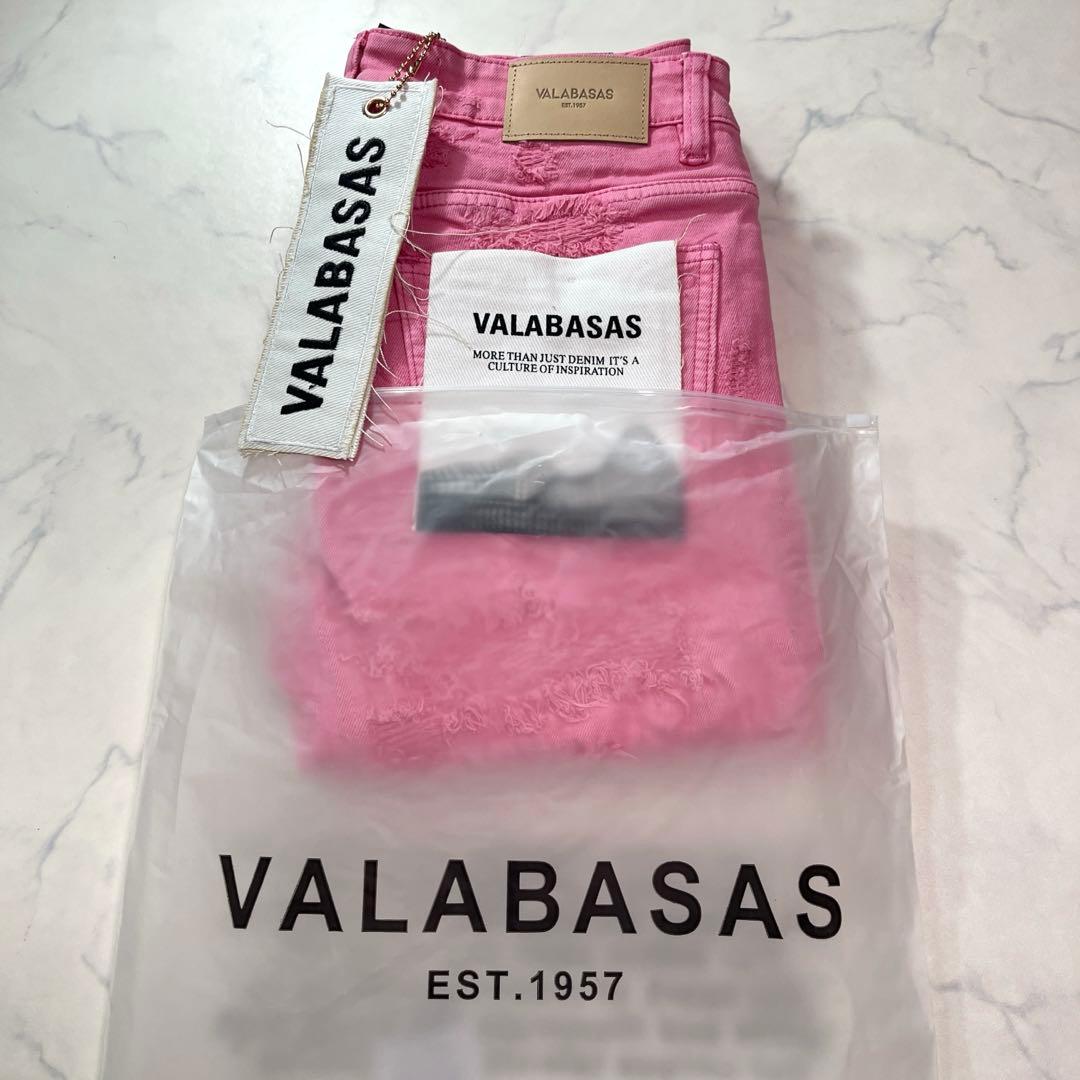 VALABASAS
EST.1957
VALABASAS
VALABASAS
MORE THAN JUST DENIM IT'S A
CULTURE OF INSPIRATION
VALABASAS
EST.1957